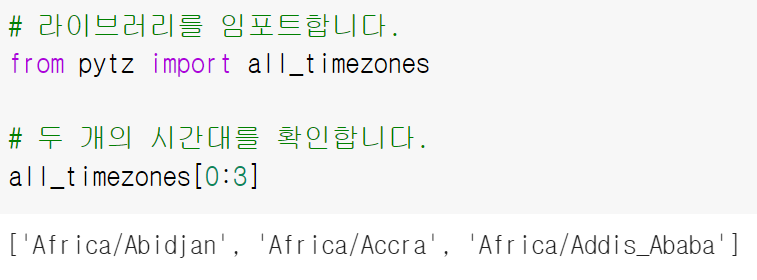 # 라이브러리를 임포트합니다.
from pytz import all_timezones
# 두 개의 시간대를 확인합니다.
all_timezones[0:3]
['Africa/Abidjan', 'Africa/Accra', 'Africa/Addis_Ababa']